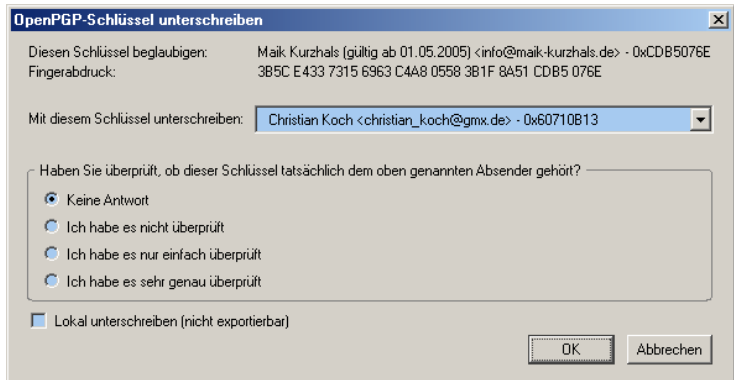 OpenPGP-Schlüssel unterschreiben
Diesen Schlüssel beglaubigen: Maik Kurzhals (gültig ab 01.05.2005) <info@maik-kurzhals.de> - 0xCDB5076E
Fingerabdruck: 3B5C E433 7315 6963 C4A8 0558 3B1F 8A51 CDB5 076E
Mit diesem Schlüssel unterschreiben: Christian Koch <christian_koch@gmx.de> - 0x60710B13
Haben Sie überprüft, ob dieser Schlüssel tatsächlich dem oben genannten Absender gehört?
Keine Antwort
Ich habe es nicht überprüft
Ich habe es nur einfach überprüft
Ich habe es sehr genau überprüft
Lokal unterschreiben (nicht exportierbar)
OK Abbrechen